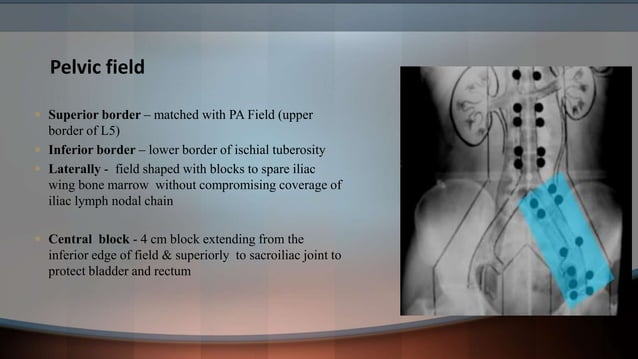 Pelvic field
Superior border – matched with PA Field (upper
border of L5)
Inferior border – lower border of ischial tuberosity
Laterally - field shaped with blocks to spare iliac
wing bone marrow without compromising coverage of
iliac lymph nodal chain
Central block - 4 cm block extending from the
inferior edge of field & superiorly to sacroiliac joint to
protect bladder and rectum